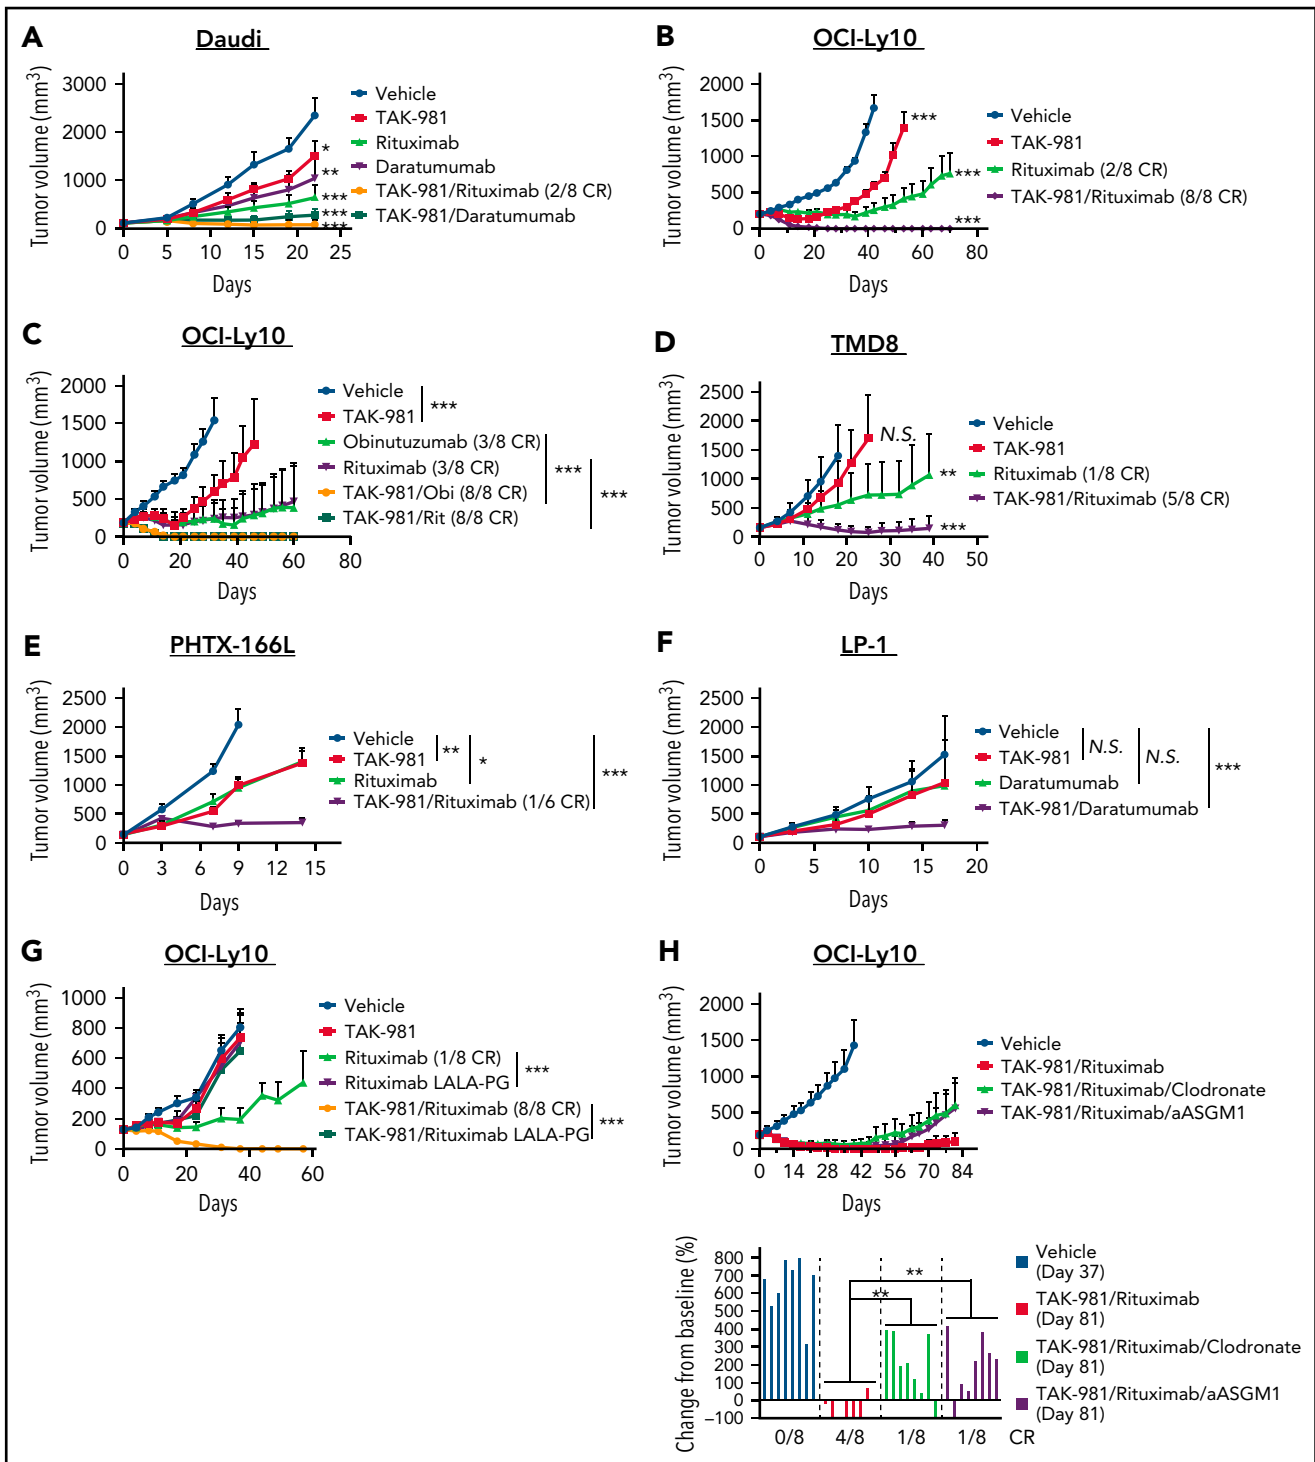 A
Daudi
Tumor volume (mm³)
3000
2000
1000
0
0 5 10 15 20 25
Days
Vehicle
TAK-981
Rituximab
Daratumumab
TAK-981/Rituximab (2/8 CR)
TAK-981/Daratumumab
*
**
***
***
***
B
OCI-Ly10
Tumor volume (mm³)
2000
1500
1000
500
0
0 20 40 60 80
Days
***
***
***
Vehicle
TAK-981
Rituximab (2/8 CR)
TAK-981/Rituximab (8/8 CR)
C
OCI-Ly10
Tumor volume (mm³)
2000
1500
1000
500
0
0 20 40 60 80
Days
Vehicle
TAK-981
Obinutuzumab (3/8 CR)
Rituximab (3/8 CR)
TAK-981/Obi (8/8 CR)
TAK-981/Rit (8/8 CR)
***
***
***
D
TMD8
Tumor volume (mm³)
2500
2000
1500
1000
500
0
0 10 20 30 40 50
Days
N.S.
**
***
Vehicle
TAK-981
Rituximab (1/8 CR)
TAK-981/Rituximab (5/8 CR)
E
PHTX-166L
Tumor volume (mm³)
2500
2000
1500
1000
500
0
0 3 6 9 12 15
Days
Vehicle
TAK-981
Rituximab
TAK-981/Rituximab (1/6 CR)
**
*
***
F
LP-1
Tumor volume (mm³)
2500
2000
1500
1000
500
0
0 5 10 15 20
Days
Vehicle
TAK-981
Daratumumab
TAK-981/Daratumumab
N.S.
N.S.
***
G
OCI-Ly10
Tumor volume (mm³)
1000
800
600
400
200
0
0 20 40 60
Days
Vehicle
TAK-981
Rituximab (1/8 CR)
Rituximab LALA-PG
TAK-981/Rituximab (8/8 CR)
TAK-981/Rituximab LALA-PG
***
***
H
OCI-Ly10
Tumor volume (mm³)
2000
1500
1000
500
0
0 14 28 42 56 70 84
Days
Vehicle
TAK-981/Rituximab
TAK-981/Rituximab/Clodronate
TAK-981/Rituximab/aASGM1
Change from baseline (%)
800
700
600
500
400
300
200
100
0
−100
**
**
0/8 4/8 1/8 1/8 CR
Vehicle
(Day 37)
TAK-981/Rituximab
(Day 81)
TAK-981/Rituximab/Clodronate
(Day 81)
TAK-981/Rituximab/aASGM1
(Day 81)